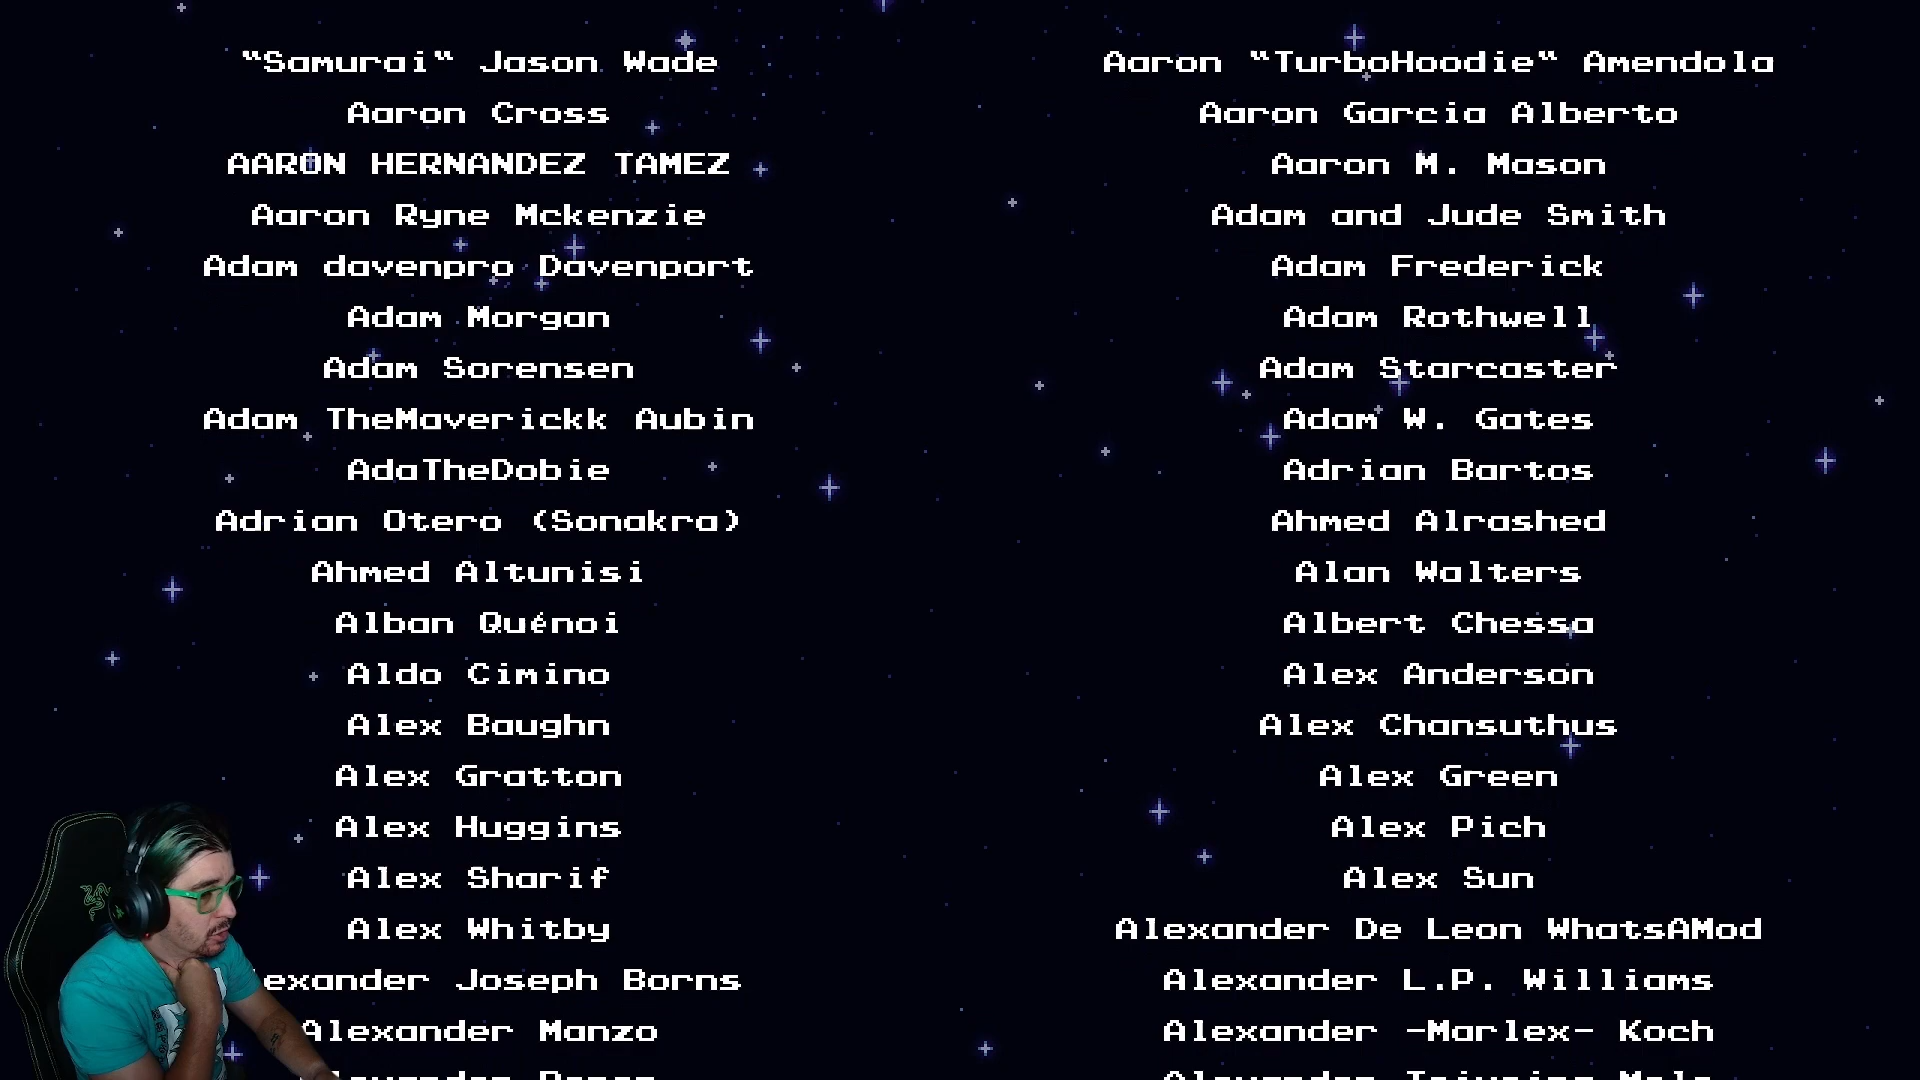 "Samurai" Jason Wade
Aaron "TurboHoodie" Amendola
Aaron Cross
Aaron Garcia Alberto
AARON HERNANDEZ TAMEZ
Aaron M. Mason
Aaron Ryne Mckenzie
Adam and Jude Smith
Adam davenpro Davenport
Adam Frederick
Adam Morgan
Adam Rothwell
Adam Sorensen
Adam Starcaster
Adam TheMaverickk Aubin
Adam W. Gates
AdaTheDobie
Adrian Bartos
Adrian Otero (Sonakra)
Ahmed Alrashed
Ahmed Altunisi
Alan Walters
Alban Quénoi
Albert Chessa
Aldo Cimino
Alex Anderson
Alex Baughn
Alex Chansuthus
Alex Gratton
Alex Green
Alex Huggins
Alex Pich
Alex Sharif
Alex Sun
Alex Whitby
Alexander De Leon WhatsAMod
exander Joseph Borns
Alexander L.P. Williams
Alexander Manzo
Alexander -Marlex- Koch